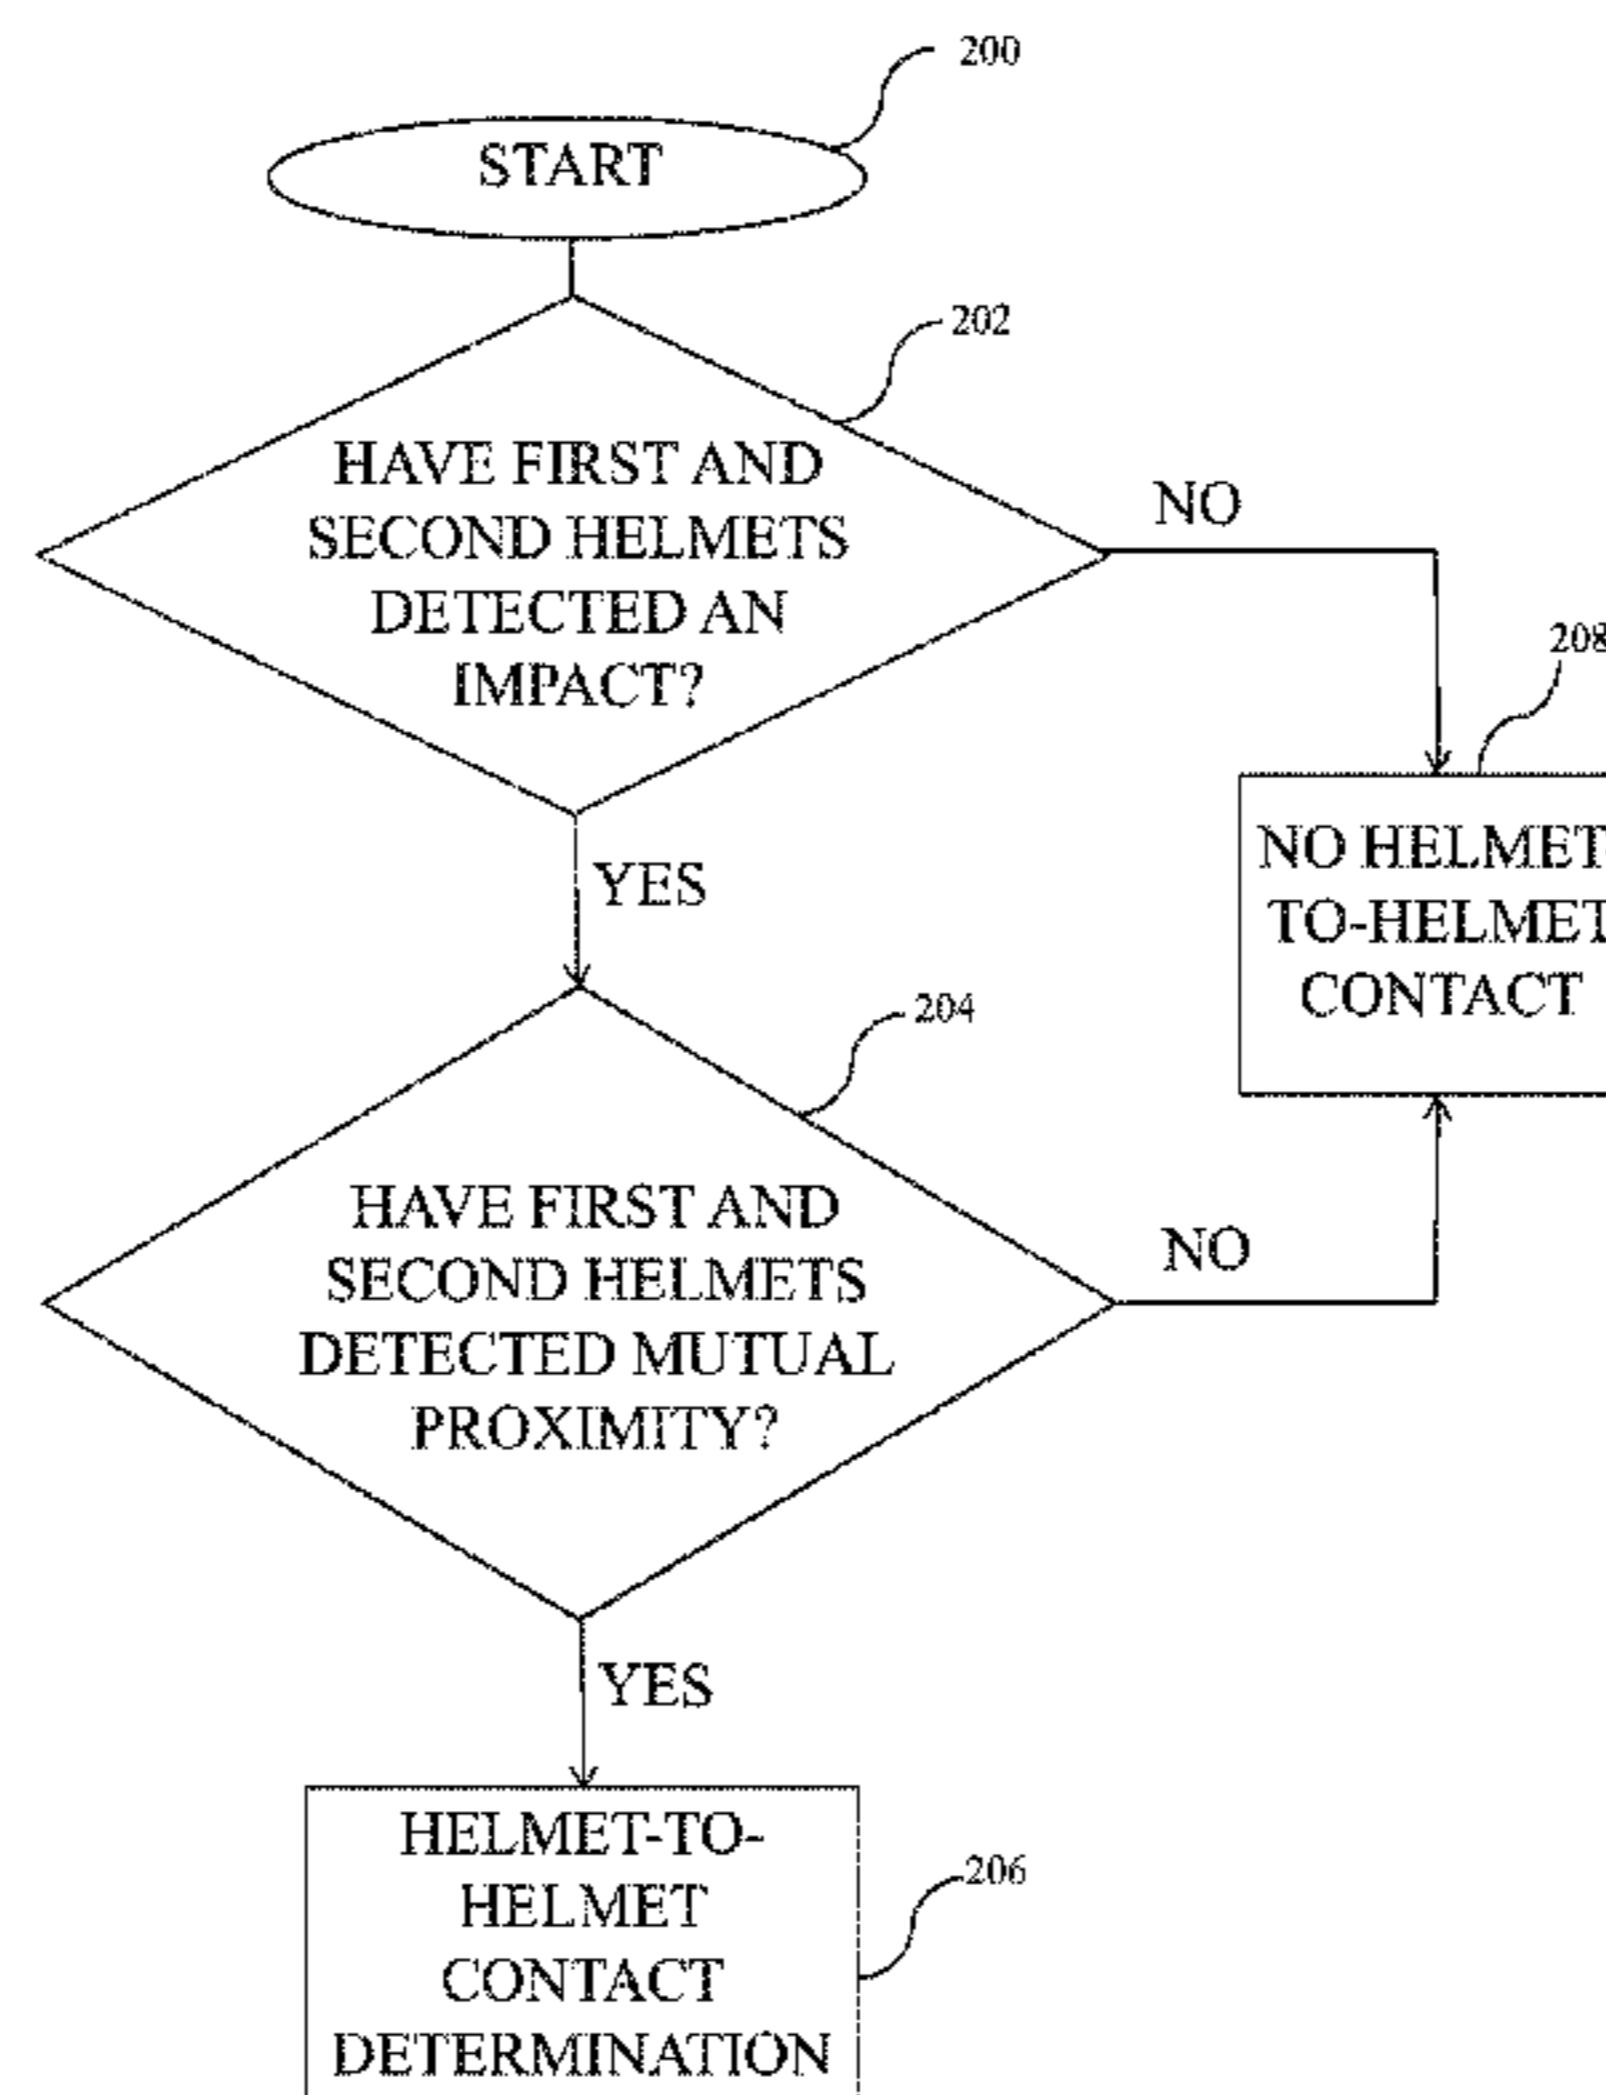 200
START
202
HAVE FIRST AND
SECOND HELMETS
DETECTED AN
IMPACT?
NO
208
NO HELMET-
TO-HELMET
CONTACT
YES
204
HAVE FIRST AND
SECOND HELMETS
DETECTED MUTUAL
PROXIMITY?
NO
YES
HELMET-TO-
HELMET
CONTACT
DETERMINATION
206